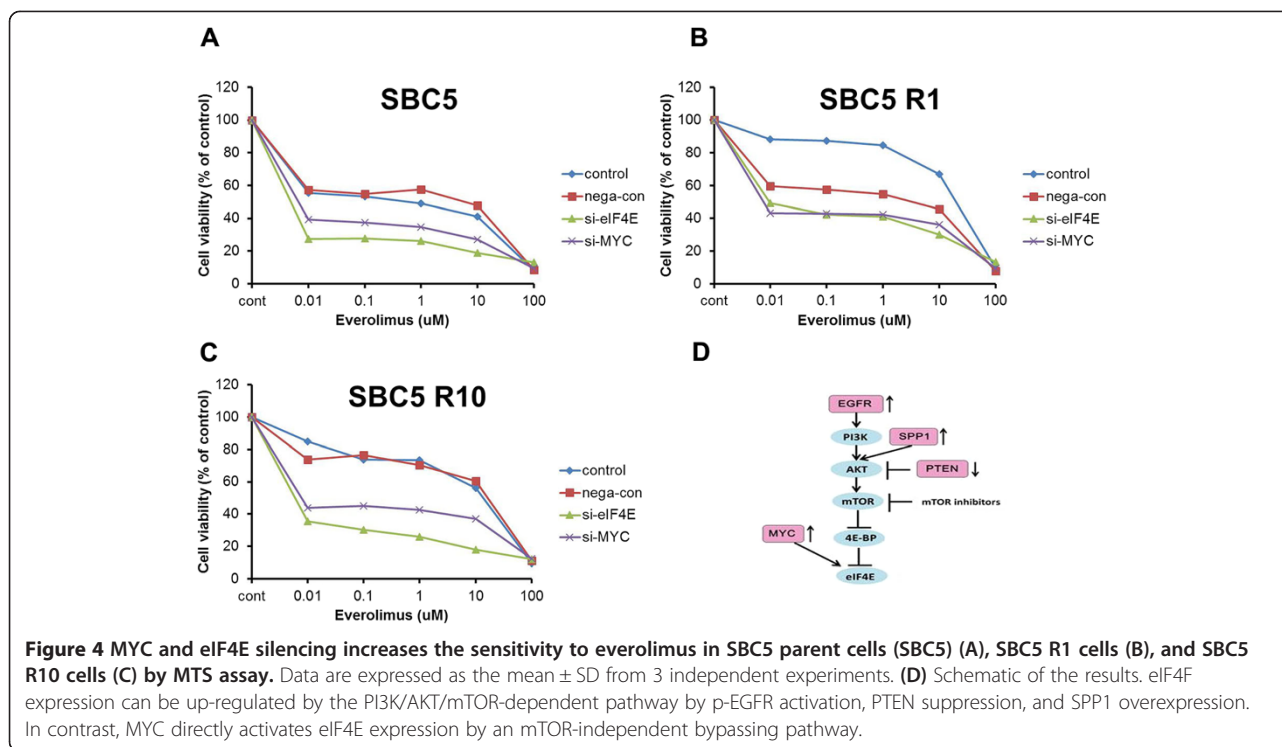 A
SBC5
Cell viability (% of control)
120
100
80
60
40
20
0
cont 0.01 0.1 1 10 100
Everolimus (uM)
control
nega-con
si-eIF4E
si-MYC
B
SBC5 R1
Cell viability (% of control)
120
100
80
60
40
20
0
cont 0.01 0.1 1 10 100
Everolimus (uM)
control
nega-con
si-eIF4E
si-MYC
C
SBC5 R10
Cell viability (% of control)
120
100
80
60
40
20
0
cont 0.01 0.1 1 10 100
Everolimus (uM)
control
nega-con
si-eIF4E
si-MYC
D
EGFR ↑
PI3K SPP1 ↑
AKT PTEN ↓
mTOR mTOR inhibitors
MYC ↑ 4E-BP
eIF4E
Figure 4 MYC and eIF4E silencing increases the sensitivity to everolimus in SBC5 parent cells (SBC5) (A), SBC5 R1 cells (B), and SBC5
R10 cells (C) by MTS assay. Data are expressed as the mean ± SD from 3 independent experiments. (D) Schematic of the results. eIF4F
expression can be up-regulated by the PI3K/AKT/mTOR-dependent pathway by p-EGFR activation, PTEN suppression, and SPP1 overexpression.
In contrast, MYC directly activates eIF4E expression by an mTOR-independent bypassing pathway.